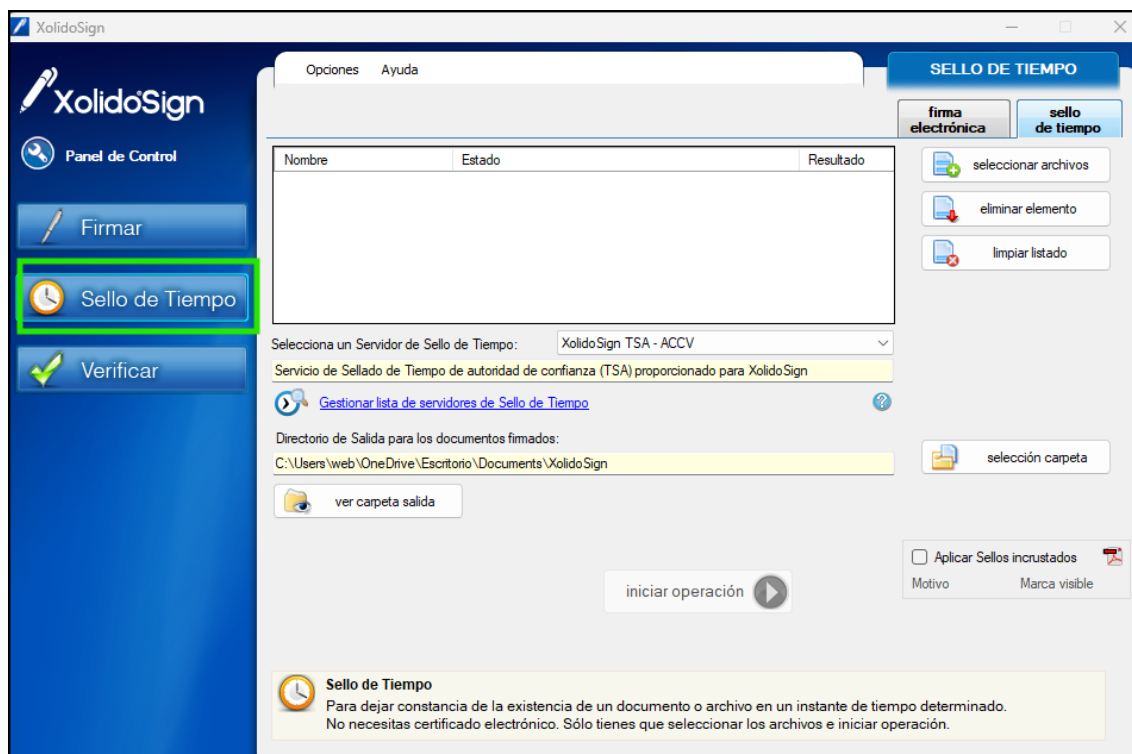 XolidoSign
XolidoSign
Panel de Control
Firmar
Sello de Tiempo
Verificar
Opciones Ayuda
SELLO DE TIEMPO
firma
electrónica
sello
de tiempo
Nombre Estado Resultado
seleccionar archivos
eliminar elemento
limpiar listado
Selecciona un Servidor de Sello de Tiempo: XolidoSign TSA - ACCV
Servicio de Sellado de Tiempo de autoridad de confianza (TSA) proporcionado para XolidoSign
Gestionar lista de servidores de Sello de Tiempo
Directorio de Salida para los documentos firmados:
C:\Users\web\OneDrive\Escritorio\Documents\XolidoSign
selección carpeta
ver carpeta salida
Aplicar Sellos incrustados
Motivo Marca visible
iniciar operación
Sello de Tiempo
Para dejar constancia de la existencia de un documento o archivo en un instante de tiempo determinado.
No necesitas certificado electrónico. Sólo tienes que seleccionar los archivos e iniciar operación.